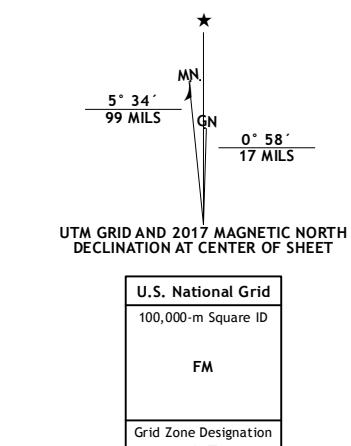 ★
MN
5° 34´
99 MILS
GN
0° 58´
17 MILS
UTM GRID AND 2017 MAGNETIC NORTH
DECLINATION AT CENTER OF SHEET
U.S. National Grid
100,000-m Square ID
FM
Grid Zone Designation